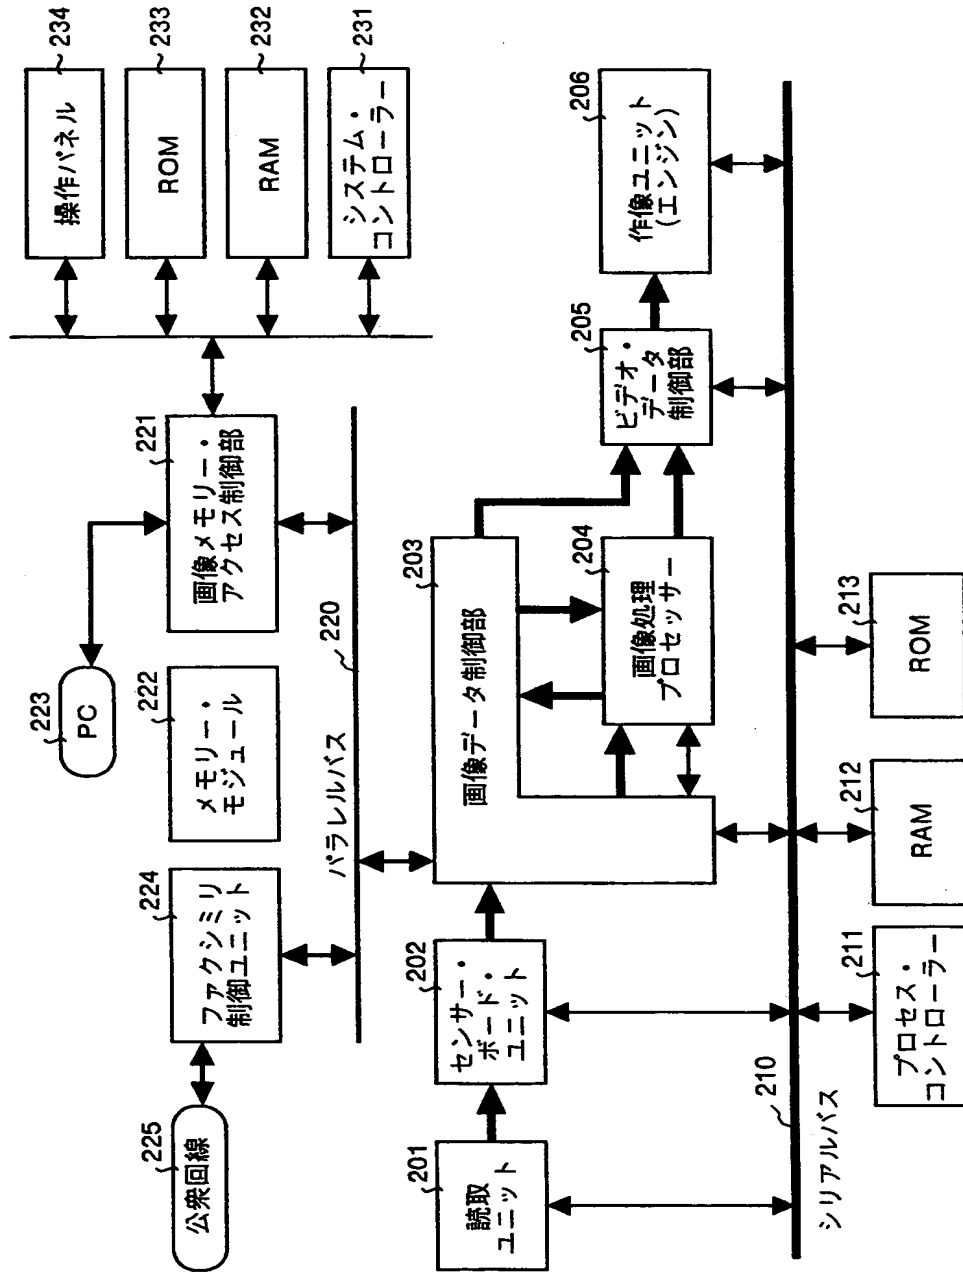 225
公衆回線
224
ファクシミリ
制御ユニット
223
PC
222
メモリー・
モジュール
221
画像メモリー・
アクセス制御部
234
操作パネル
233
ROM
232
RAM
231
システム・
コントローラー
パラレルバス
220
201
読取
ユニット
202
センサー・
ボード・
ユニット
203
画像データ制御部
204
画像処理
プロセッサー
205
ビデオ・
データ
制御部
206
作像ユニット
(エンジン)
210
シリアルバス
211
プロセス・
コントローラー
212
RAM
213
ROM